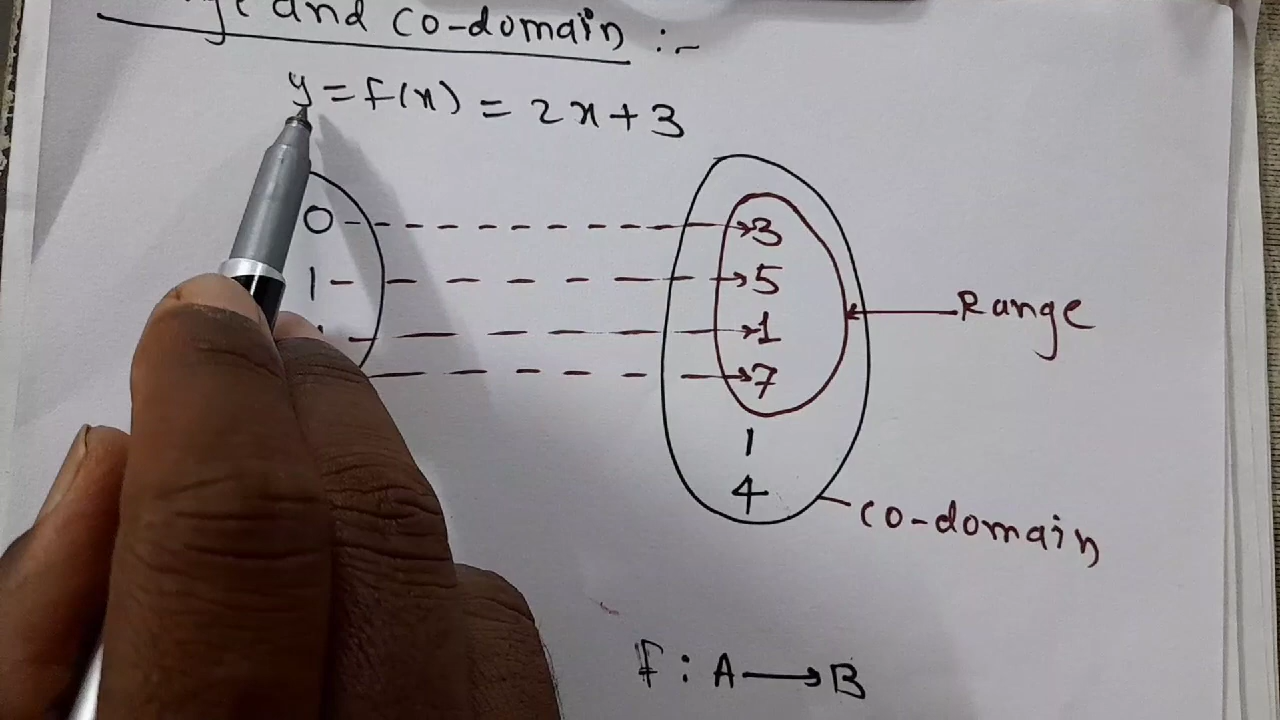 and co-domain :-
y = f(x) = 2x + 3
0 3
1 5
1
7
Range
1
4
co-domain
F : A → B